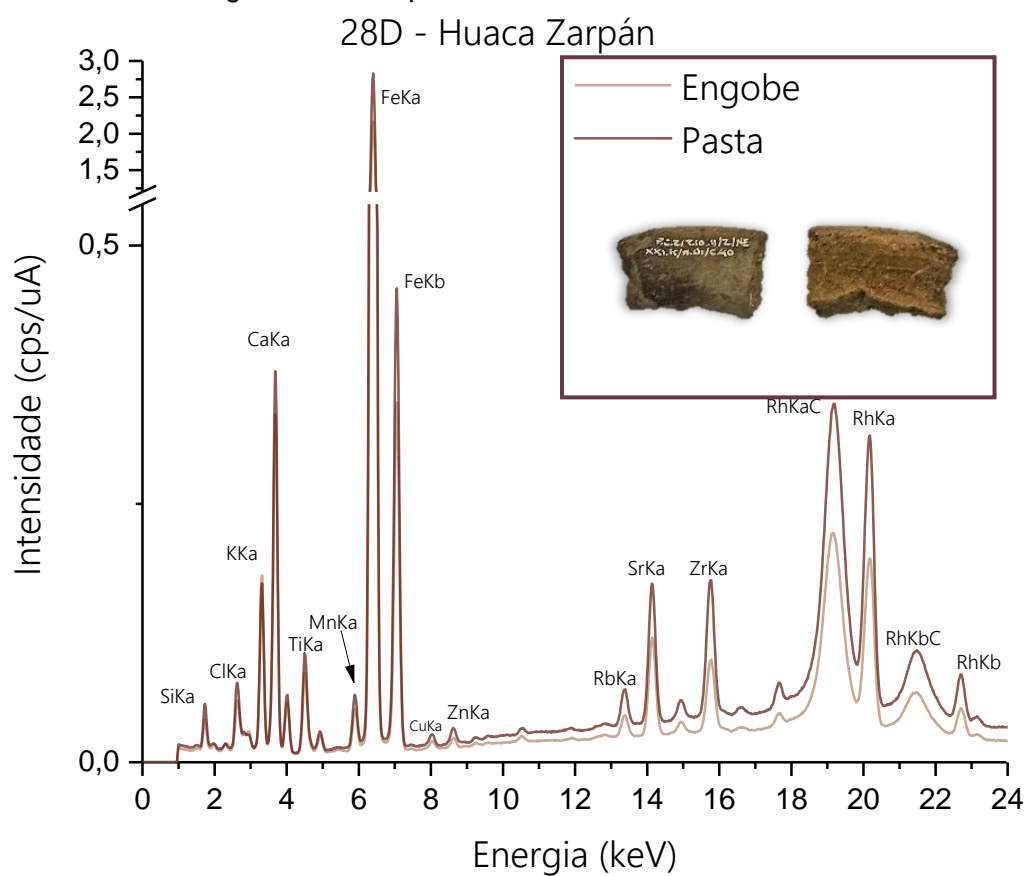 28D - Huaca Zarpán
Engobe
Pasta
3,0
2,5
2,0
1,5
0,5
0,0
Intensidade (cps/uA)
SiKa
ClKa
KKa
CaKa
TiKa
MnKa
FeKa
FeKb
CuKa
ZnKa
RbKa
SrKa
ZrKa
RhKaC
RhKa
RhKbC
RhKb
0 2 4 6 8 10 12 14 16 18 20 22 24
Energia (keV)